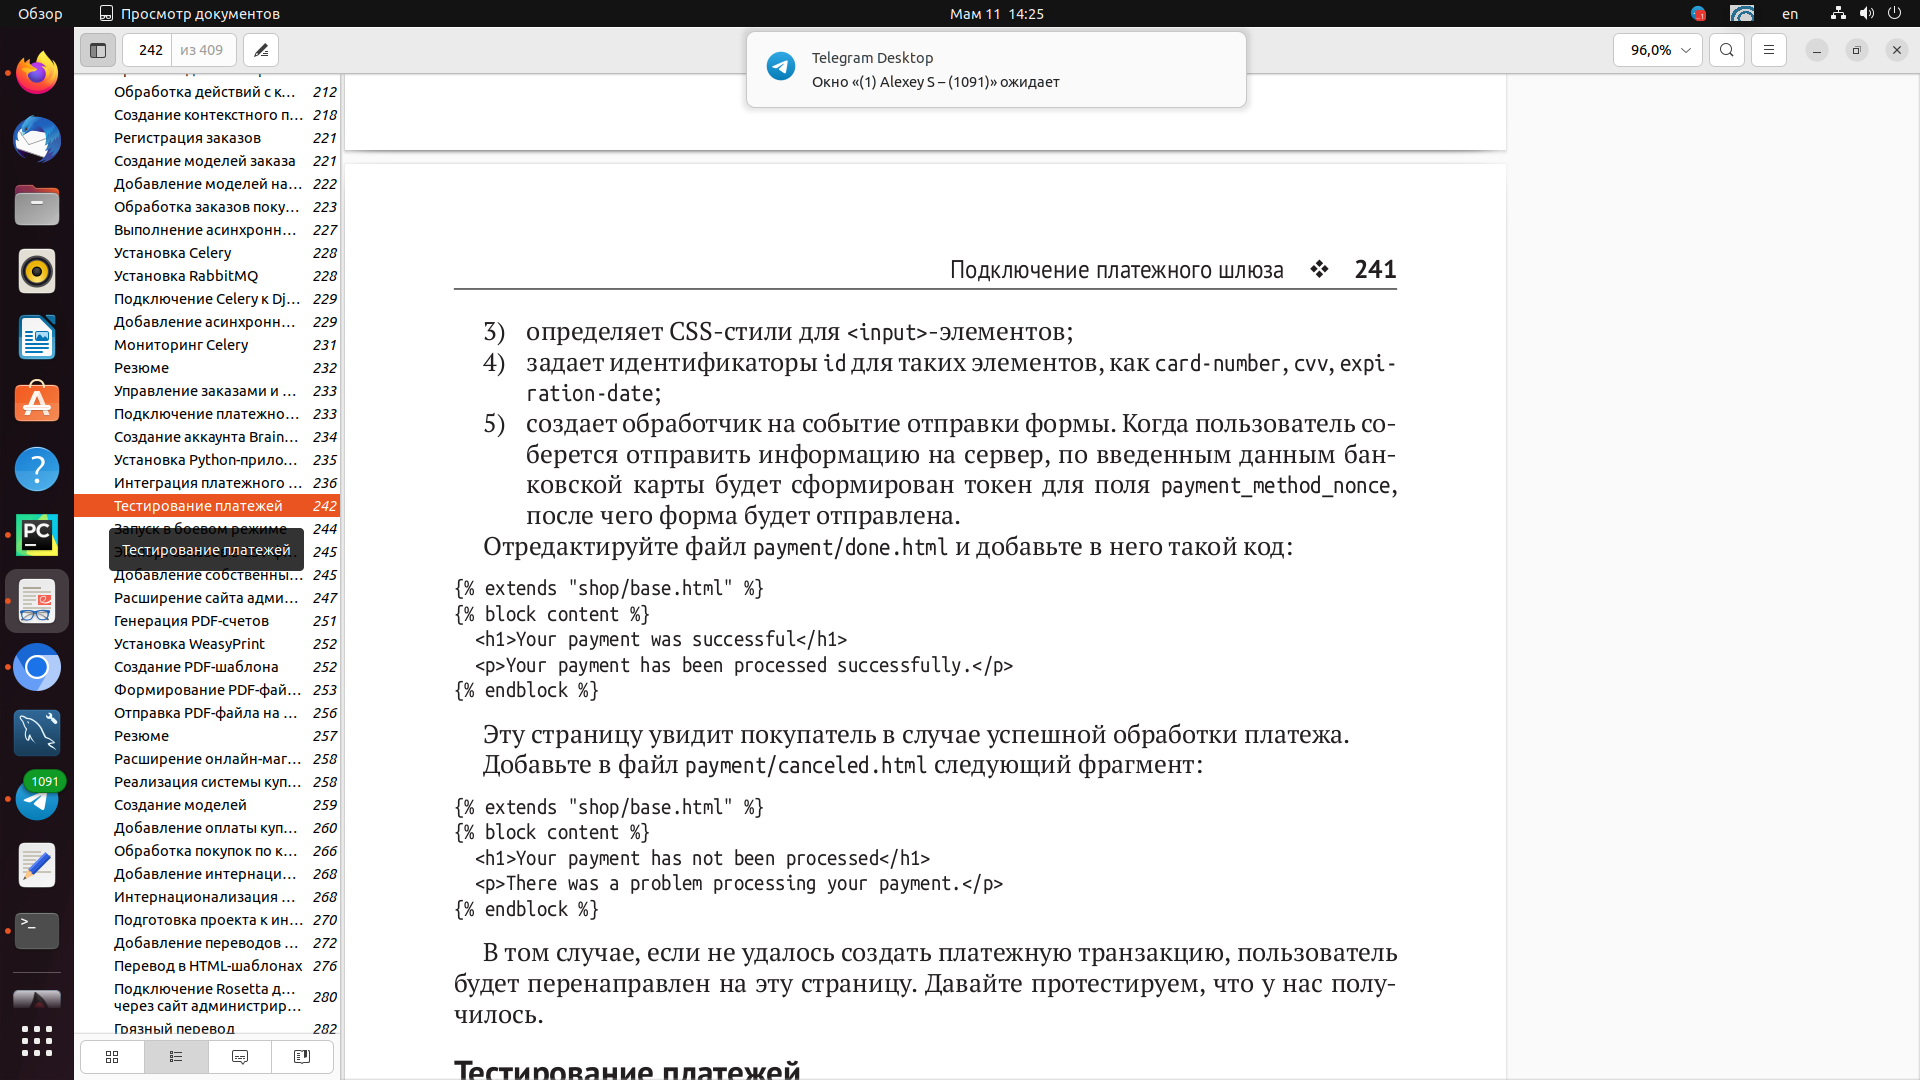 Обзор
Просмотр документов
Мам 11 14:25
en
242 из 409
96,0%
Telegram Desktop
Окно «(1) Alexey S – (1091)» ожидает
Обработка действий с к… 212
Создание контекстного п… 218
Регистрация заказов 221
Создание моделей заказа 221
Добавление моделей на… 222
Обработка заказов поку… 223
Выполнение асинхронн… 227
Установка Celery 228
Установка RabbitMQ 228
Подключение Celery к Dj… 229
Добавление асинхронн… 229
Мониторинг Celery 231
Резюме 232
Управление заказами и … 233
Подключение платежно… 233
Создание аккаунта Brain… 234
Установка Python-прило… 235
Интеграция платежного … 236
Тестирование платежей 242
Запуск в боевом режиме 244
Тестирование платежей
245
Добавление собственны… 245
Расширение сайта адми… 247
Генерация PDF-счетов 251
Установка WeasyPrint 252
Создание PDF-шаблона 252
Формирование PDF-фай… 253
Отправка PDF-файла на … 256
Резюме 257
Расширение онлайн-маг… 258
Реализация системы куп… 258
Создание моделей 259
Добавление оплаты куп… 260
Обработка покупок по к… 266
Добавление интернаци… 268
Интернационализация … 268
Подготовка проекта к ин… 270
Добавление переводов … 272
Перевод в HTML-шаблонах 276
Подключение Rosetta д…
через сайт администрир… 280
Грязный перевод 282
PC
1091
Подключение платежного шлюза ❖ 241
3) определяет CSS-стили для <input>-элементов;
4) задает идентификаторы id для таких элементов, как card-number, cvv, expi-
ration-date;
5) создает обработчик на событие отправки формы. Когда пользователь со-
берется отправить информацию на сервер, по введенным данным бан-
ковской карты будет сформирован токен для поля payment_method_nonce,
после чего форма будет отправлена.
Отредактируйте файл payment/done.html и добавьте в него такой код:
{% extends "shop/base.html" %}
{% block content %}
<h1>Your payment was successful</h1>
<p>Your payment has been processed successfully.</p>
{% endblock %}
Эту страницу увидит покупатель в случае успешной обработки платежа.
Добавьте в файл payment/canceled.html следующий фрагмент:
{% extends "shop/base.html" %}
{% block content %}
<h1>Your payment has not been processed</h1>
<p>There was a problem processing your payment.</p>
{% endblock %}
В том случае, если не удалось создать платежную транзакцию, пользователь
будет перенаправлен на эту страницу. Давайте протестируем, что у нас полу-
чилось.
Тестирование платежей